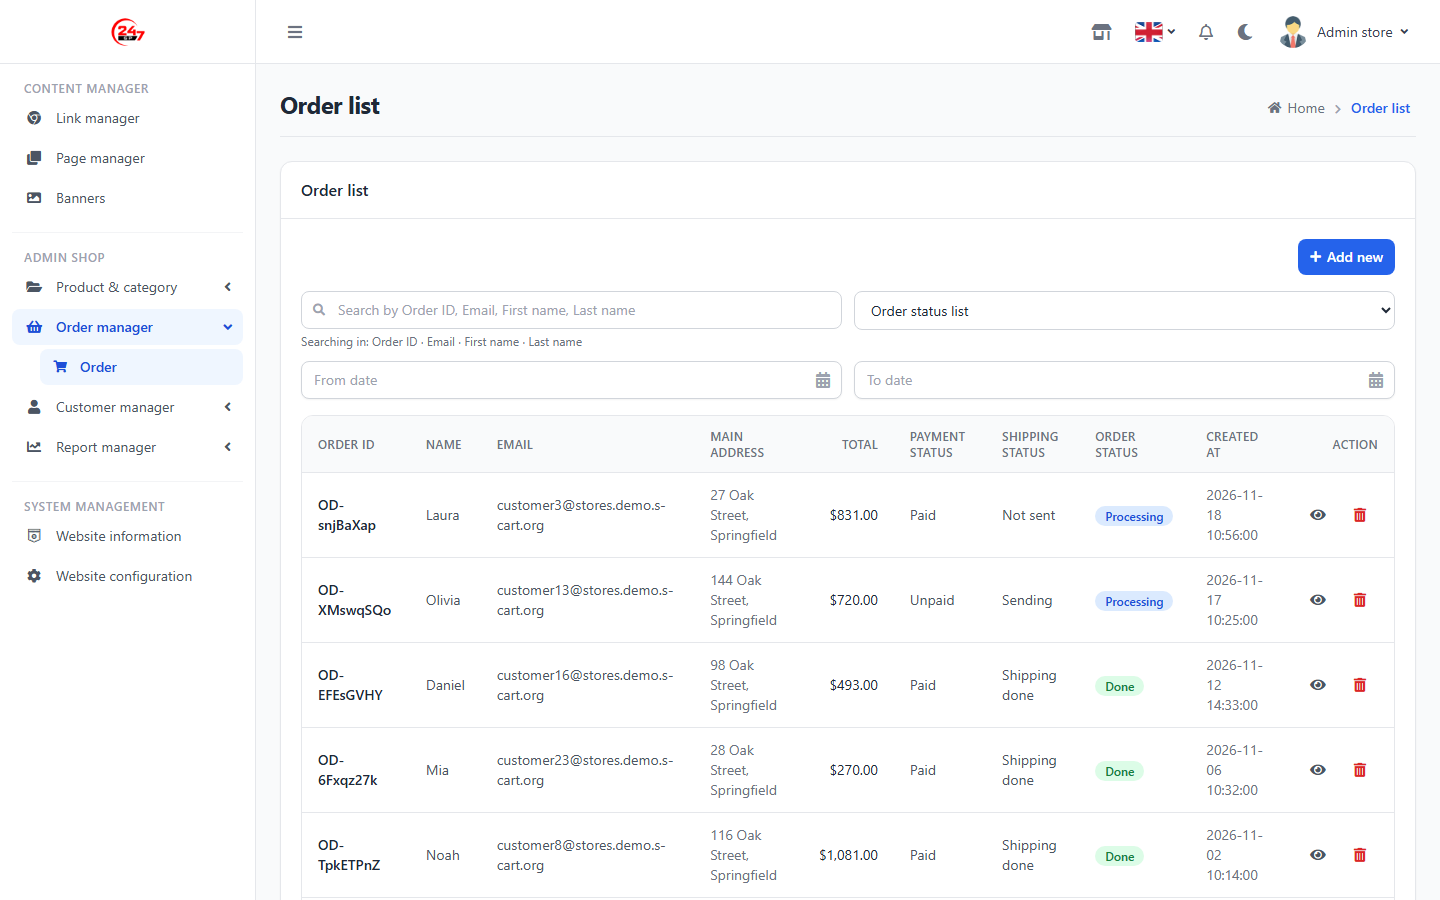 247
CONTENT MANAGER
Link manager
Page manager
Banners
ADMIN SHOP
Product & category
Order manager
Order
Customer manager
Report manager
SYSTEM MANAGEMENT
Website information
Website configuration
Admin store
Order list
Home
Order list
Order list
Add new
Search by Order ID, Email, First name, Last name
Order status list
Searching in: Order ID · Email · First name · Last name
From date
To date
ORDER ID NAME EMAIL MAIN ADDRESS TOTAL PAYMENT STATUS SHIPPING STATUS ORDER STATUS CREATED AT ACTION
OD-snjBaXap Laura customer3@stores.demo.s-cart.org 27 Oak Street, Springfield $831.00 Paid Not sent Processing 2026-11-18 10:56:00
OD-XMswqSQo Olivia customer13@stores.demo.s-cart.org 144 Oak Street, Springfield $720.00 Unpaid Sending Processing 2026-11-17 10:25:00
OD-EFEsGVHY Daniel customer16@stores.demo.s-cart.org 98 Oak Street, Springfield $493.00 Paid Shipping done Done 2026-11-12 14:33:00
OD-6Fxqz27k Mia customer23@stores.demo.s-cart.org 28 Oak Street, Springfield $270.00 Paid Shipping done Done 2026-11-06 10:32:00
OD-TpkETPnZ Noah customer8@stores.demo.s-cart.org 116 Oak Street, Springfield $1,081.00 Paid Shipping done Done 2026-11-02 10:14:00